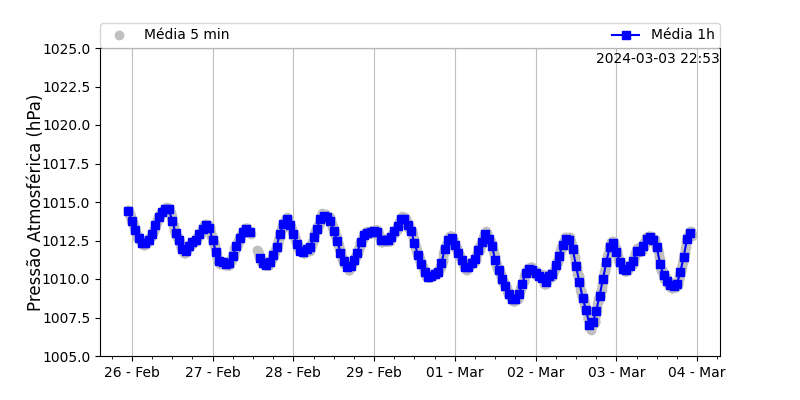 Média 5 min
Média 1h
2024-03-03 22:53
Pressão Atmosférica (hPa)
1025.0
1022.5
1020.0
1017.5
1015.0
1012.5
1010.0
1007.5
1005.0
26 - Feb
27 - Feb
28 - Feb
29 - Feb
01 - Mar
02 - Mar
03 - Mar
04 - Mar